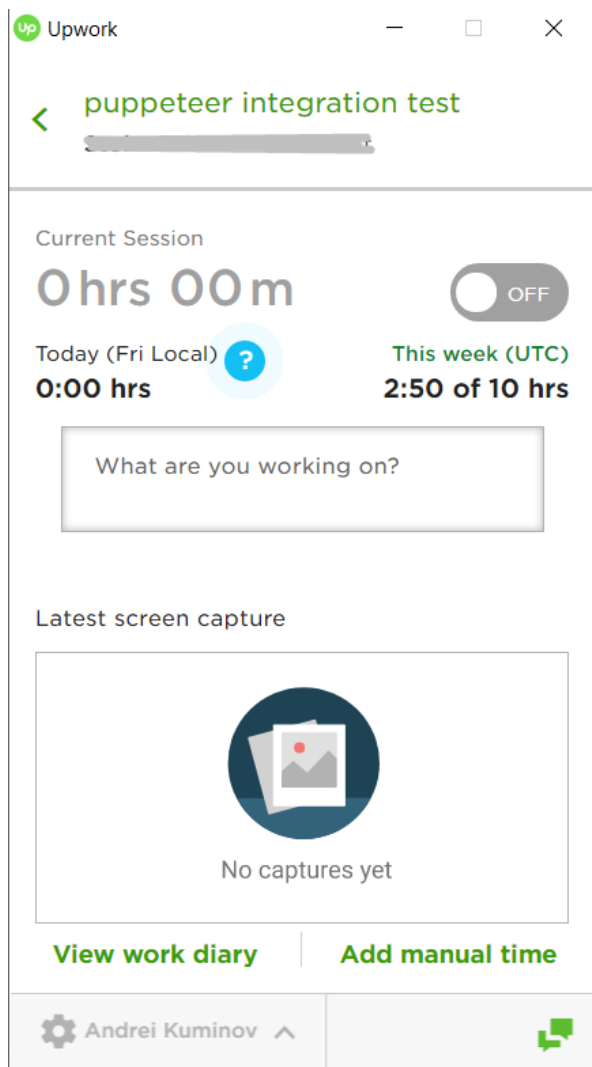 Up Upwork
puppeteer integration test
Current Session
0 hrs 00 m
OFF
Today (Fri Local) ?
This week (UTC)
0:00 hrs
2:50 of 10 hrs
What are you working on?
Latest screen capture
No captures yet
View work diary
Add manual time
Andrei Kuminov